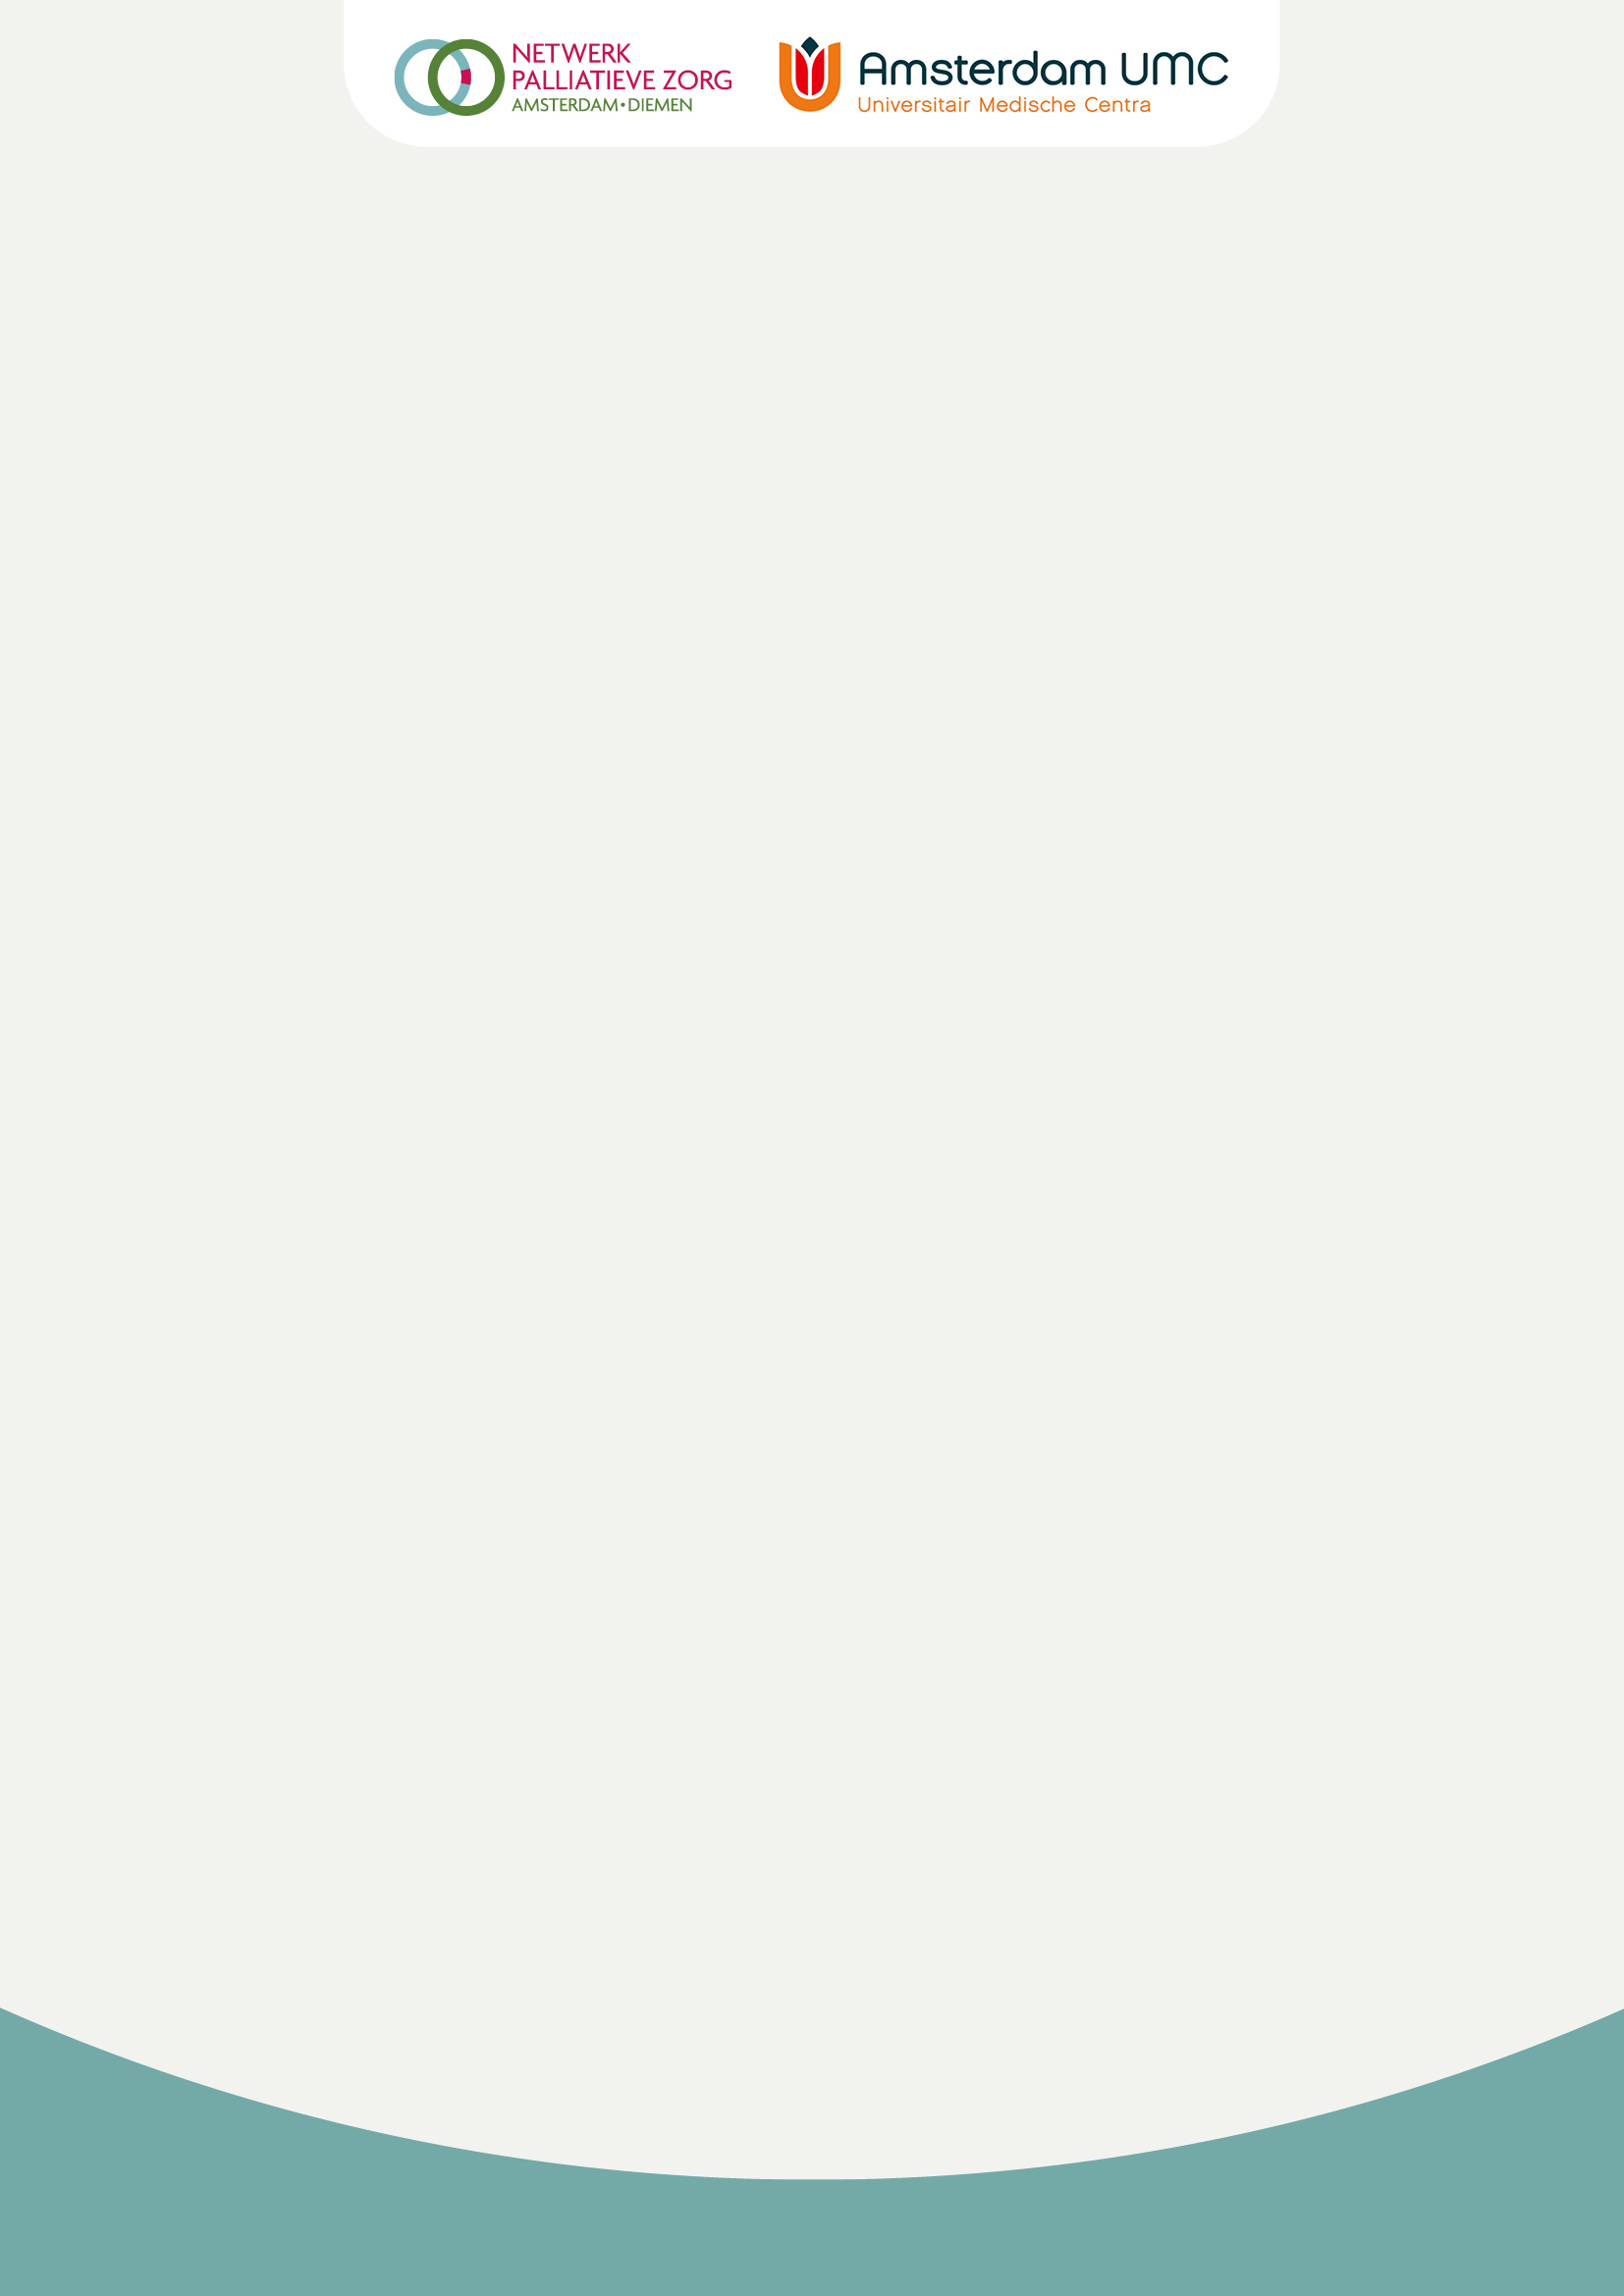 NETWERK
PALLIATIEVE ZORG
AMSTERDAM•DIEMEN
Amsterdam UMC
Universitair Medische Centra